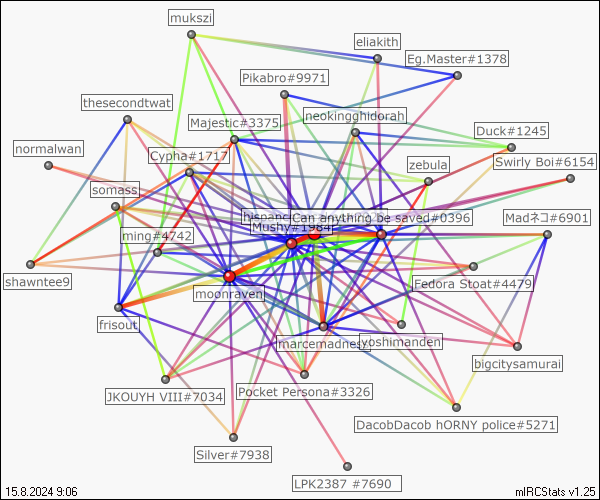 mukszi
eliakith
Eg.Master#1378
Pikabro#9971
thesecondtwat
Majestic#3375
neokingghidorah
Duck#1245
normalwan
Cypha#1717
zebula
Swirly Boi#6154
somass
Can anything be saved#0396
Mushy#1984
Madネコ#6901
ming#4742
shawntee9
moonraven
Fedora Stoat#4479
frisout
marcemadness
yoshimanden
bigcitysamurai
JKOUYH VIII#7034
Pocket Persona#3326
DacobDacob hORNY police#5271
Silver#7938
LPK2387 #7690
15.8.2024 9:06
mIRCStats v1.25